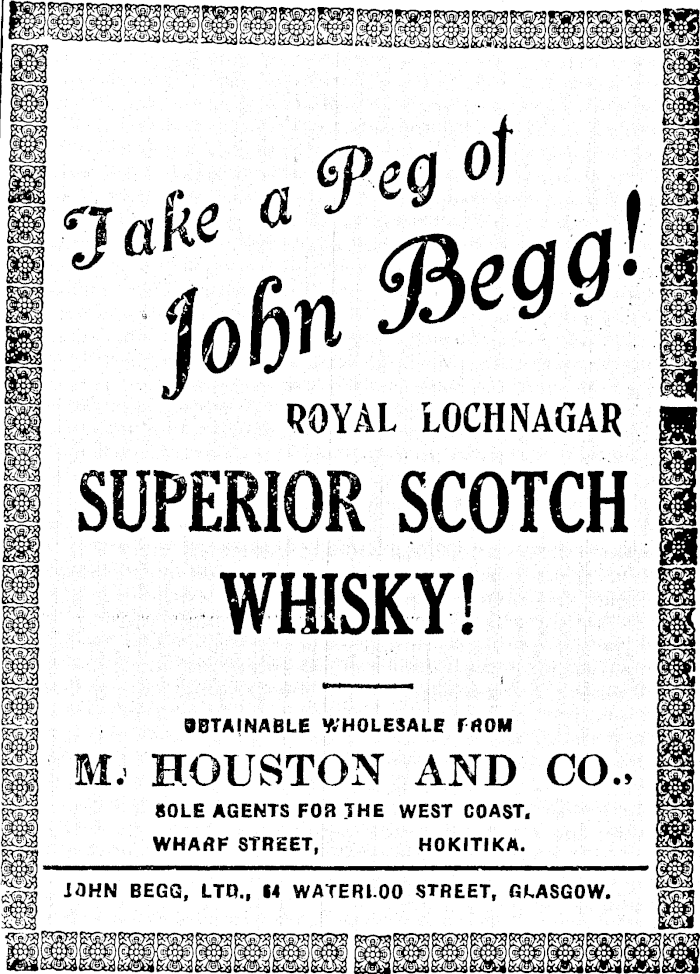 Take a Peg of
John Begg!
ROYAL LOCHNAGAR
SUPERIOR SCOTCH
WHISKY!
OBTAINABLE WHOLESALE FROM
M. HOUSTON AND CO.,
SOLE AGENTS FOR THE WEST COAST.
WHARF STREET, HOKITIKA.
JOHN BEGG, LTD., 64 WATERLOO STREET, GLASGOW.